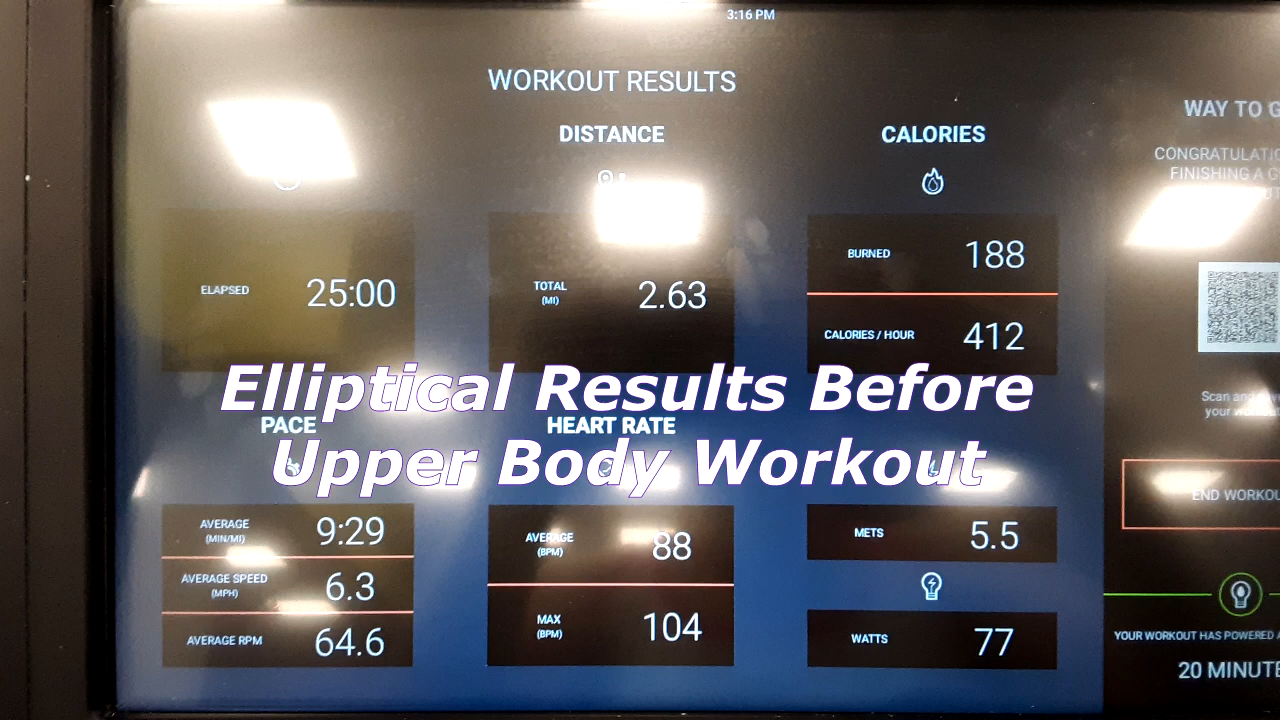 3:16 PM
WORKOUT RESULTS
DISTANCE
CALORIES
ELAPSED 25:00
TOTAL (MI) 2.63
BURNED 188
CALORIES / HOUR 412
Elliptical Results Before
Upper Body Workout
PACE
HEART RATE
AVERAGE (MIN/MI) 9:29
AVERAGE SPEED (MPH) 6.3
AVERAGE RPM 64.6
AVERAGE (BPM) 88
MAX (BPM) 104
METS 5.5
WATTS 77
WAY TO
FINISHING A
Scan and
your
END
YOUR WORKOUT HAS POWERED
20